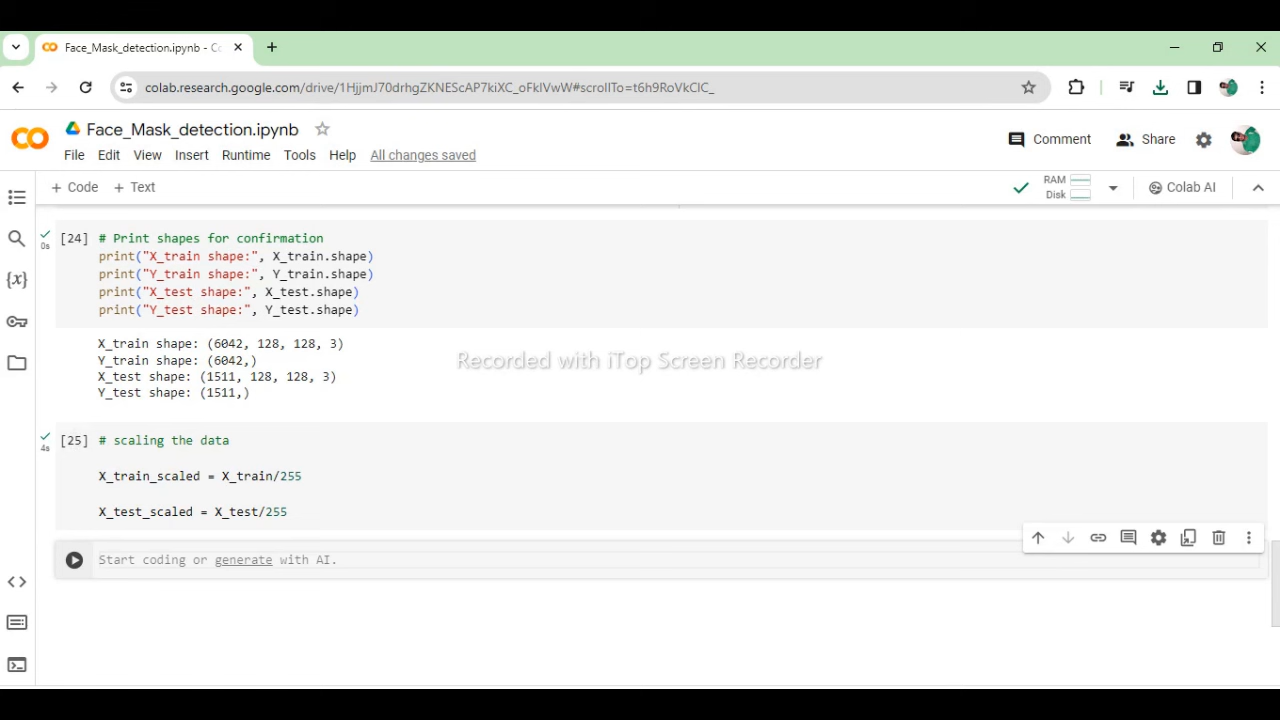 Face_Mask_detection.ipynb - Co
colab.research.google.com/drive/1HjjmJ70drhgZKNEScAP7kiXC_oFkIVwW#scrollTo=t6h9RoVkClC_
Face_Mask_detection.ipynb
File Edit View Insert Runtime Tools Help All changes saved
Comment Share
+ Code + Text
RAM
Disk
Colab AI
[24] # Print shapes for confirmation
0s
print("X_train shape:", X_train.shape)
print("Y_train shape:", Y_train.shape)
print("X_test shape:", X_test.shape)
print("Y_test shape:", Y_test.shape)
X_train shape: (6042, 128, 128, 3)
Y_train shape: (6042,)
X_test shape: (1511, 128, 128, 3)
Y_test shape: (1511,)
Recorded with iTop Screen Recorder
[25] # scaling the data
4s
X_train_scaled = X_train/255
X_test_scaled = X_test/255
Start coding or generate with AI.